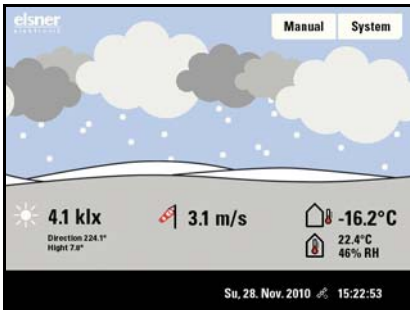 elsner
elektronik
Manual System
4.1 klx
Direction 224.1°
Hight 7.8°
3.1 m/s
-16.2°C
22.4°C
46% RH
Su, 28. Nov. 2010 15:22:53